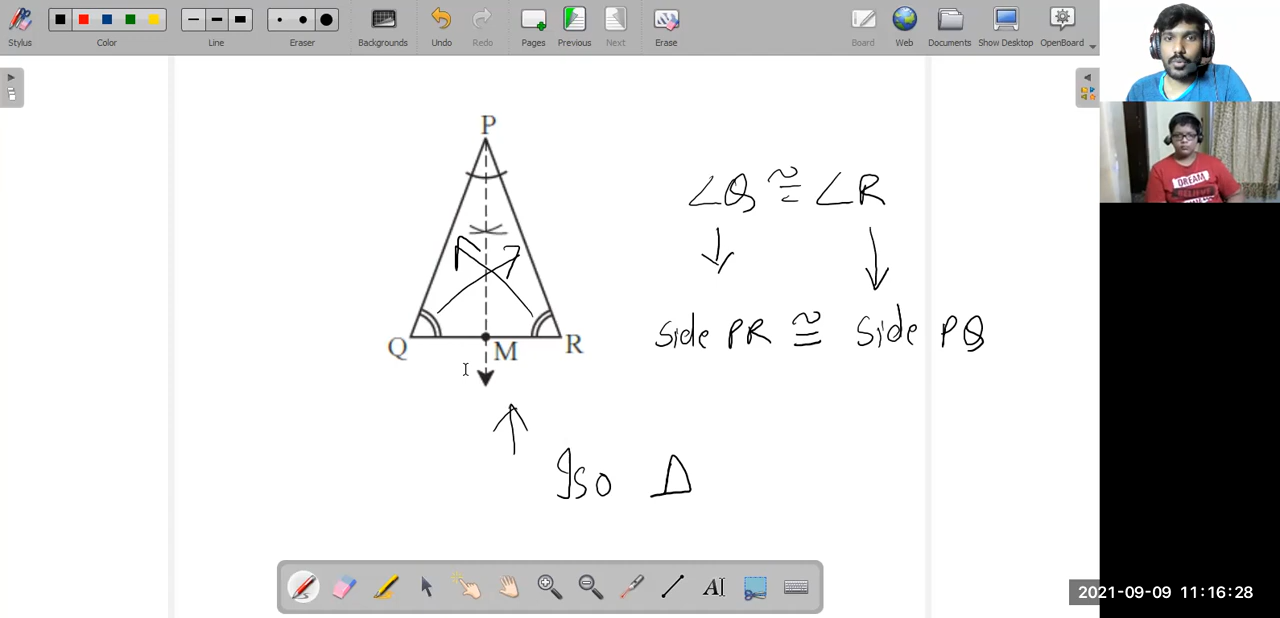 Stylus
Color
Line
Eraser
Backgrounds
Undo
Redo
Pages
Previous
Next
Erase
Board
Web
Documents
Show Desktop
OpenBoard
P
∠Q ≅ ∠R
Side PR ≅ Side PQ
Q
M
R
Iso Δ
DREAM
2021-09-09 11:16:28